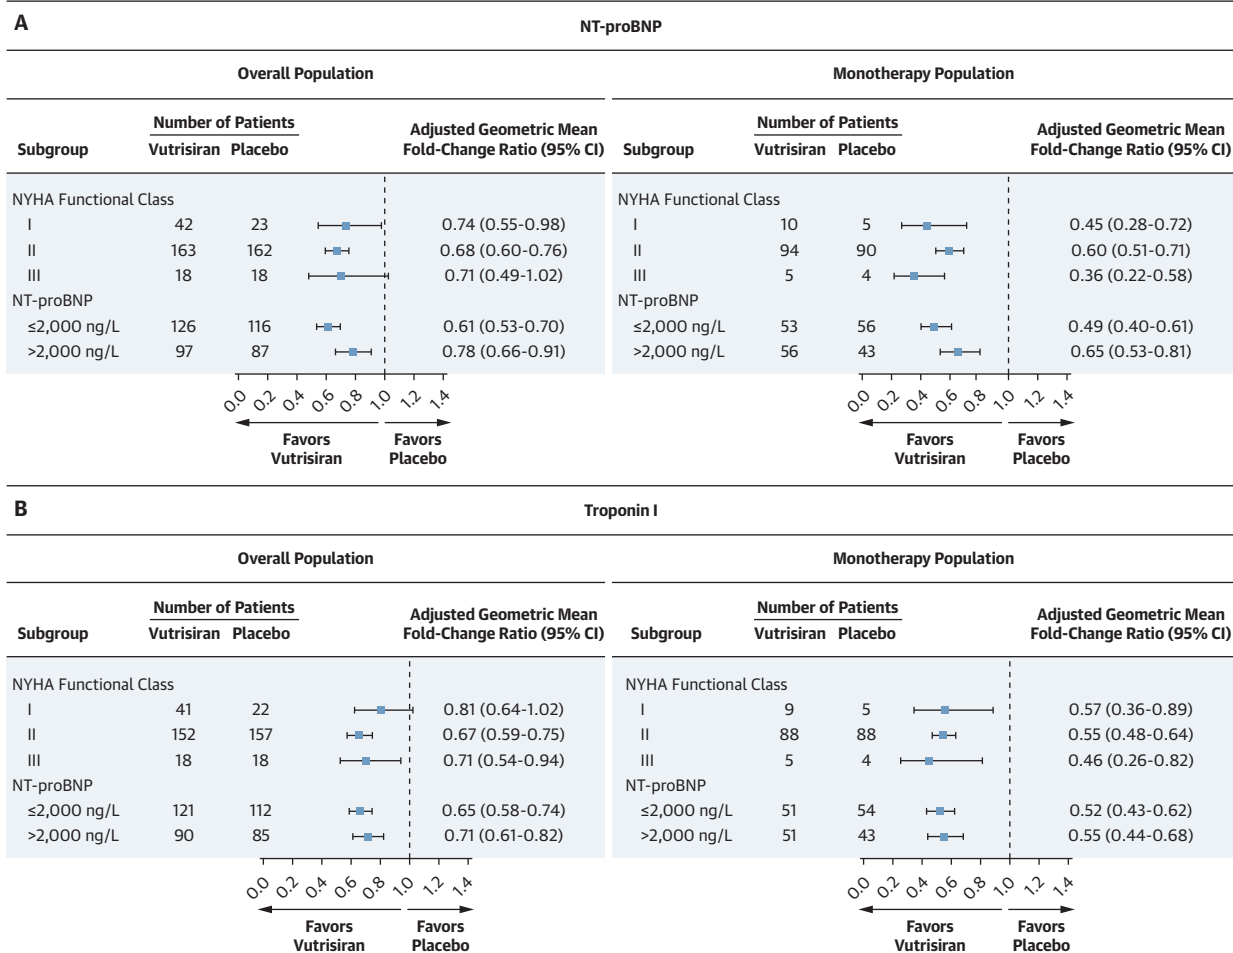 A
NT-proBNP
Overall Population
Monotherapy Population
Number of Patients
Adjusted Geometric Mean
Subgroup Vutrisiran Placebo Fold-Change Ratio (95% CI)
Number of Patients
Adjusted Geometric Mean
Subgroup Vutrisiran Placebo Fold-Change Ratio (95% CI)
NYHA Functional Class
I 42 23 0.74 (0.55-0.98)
II 163 162 0.68 (0.60-0.76)
III 18 18 0.71 (0.49-1.02)
NT-proBNP
≤2,000 ng/L 126 116 0.61 (0.53-0.70)
>2,000 ng/L 97 87 0.78 (0.66-0.91)
0.0 0.2 0.4 0.6 0.8 1.0 1.2 1.4
Favors Favors
Vutrisiran Placebo
NYHA Functional Class
I 10 5 0.45 (0.28-0.72)
II 94 90 0.60 (0.51-0.71)
III 5 4 0.36 (0.22-0.58)
NT-proBNP
≤2,000 ng/L 53 56 0.49 (0.40-0.61)
>2,000 ng/L 56 43 0.65 (0.53-0.81)
0.0 0.2 0.4 0.6 0.8 1.0 1.2 1.4
Favors Favors
Vutrisiran Placebo
B
Troponin I
Overall Population
Monotherapy Population
Number of Patients
Adjusted Geometric Mean
Subgroup Vutrisiran Placebo Fold-Change Ratio (95% CI)
Number of Patients
Adjusted Geometric Mean
Subgroup Vutrisiran Placebo Fold-Change Ratio (95% CI)
NYHA Functional Class
I 41 22 0.81 (0.64-1.02)
II 152 157 0.67 (0.59-0.75)
III 18 18 0.71 (0.54-0.94)
NT-proBNP
≤2,000 ng/L 121 112 0.65 (0.58-0.74)
>2,000 ng/L 90 85 0.71 (0.61-0.82)
0.0 0.2 0.4 0.6 0.8 1.0 1.2 1.4
Favors Favors
Vutrisiran Placebo
NYHA Functional Class
I 9 5 0.57 (0.36-0.89)
II 88 88 0.55 (0.48-0.64)
III 5 4 0.46 (0.26-0.82)
NT-proBNP
≤2,000 ng/L 51 54 0.52 (0.43-0.62)
>2,000 ng/L 51 43 0.55 (0.44-0.68)
0.0 0.2 0.4 0.6 0.8 1.0 1.2 1.4
Favors Favors
Vutrisiran Placebo